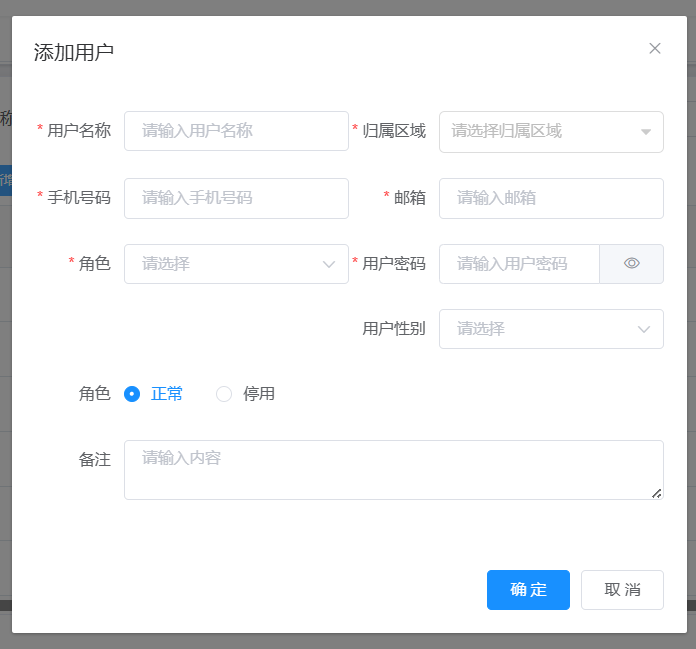 添加用户
称
新增
* 用户名称 请输入用户名称 * 归属区域 请选择归属区域
* 手机号码 请输入手机号码 * 邮箱 请输入邮箱
* 角色 请选择 * 用户密码 请输入用户密码
用户性别 请选择
角色 正常 停用
备注 请输入内容
确 定 取 消